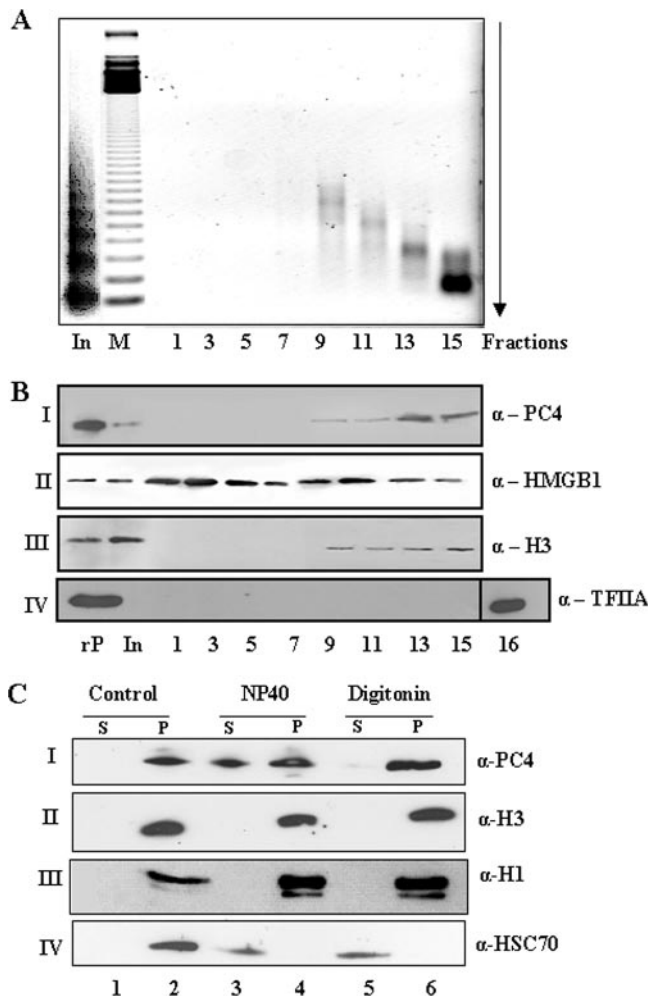 A
In M 1 3 5 7 9 11 13 15 Fractions
B
I α – PC4
II α – HMGB1
III α – H3
IV α – TFIIA
rP In 1 3 5 7 9 11 13 15 16
C
Control NP40 Digitonin
S P S P S P
I α-PC4
II α-H3
III α-H1
IV α-HSC70
1 2 3 4 5 6